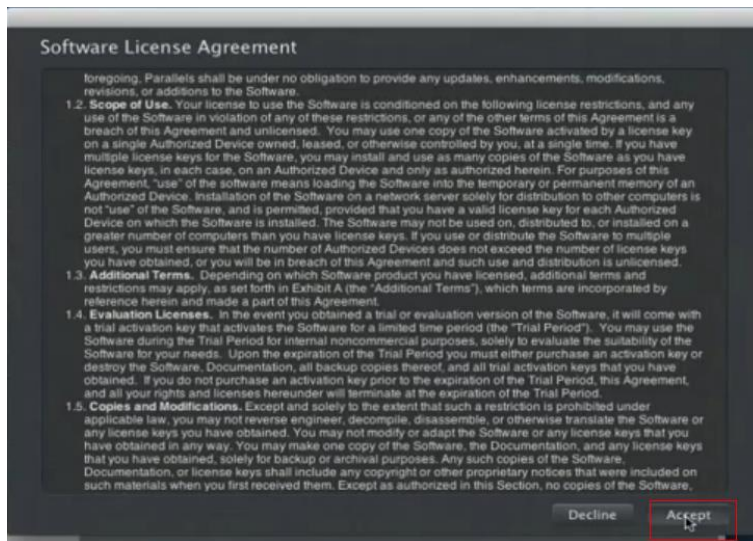 Software License Agreement
foregoing, Parallels shall be under no obligation to provide any updates, enhancements, modifications,
revisions, or additions to the Software.
1.2. Scope of Use. Your license to use the Software is conditioned on the following license restrictions, and any
use of the Software in violation of any of these restrictions, or any of the other terms of this Agreement is a
breach of this Agreement and unlicensed. You may use one copy of the Software activated by a license key
on a single Authorized Device owned, leased, or otherwise controlled by you, at a single time. If you have
multiple license keys for the Software, you may install and use as many copies of the Software as you have
license keys, in each case, on an Authorized Device and only as authorized herein. For purposes of this
Agreement, "use" of the software means loading the Software into the temporary or permanent memory of an
Authorized Device. Installation of the Software on a network server solely for distribution to other computers is
not "use" of the Software, and is permitted, provided that you have a valid license key for each Authorized
Device on which the Software is installed. The Software may not be used on, distributed to, or installed on a
greater number of computers than you have license keys. If you use or distribute the Software to multiple
users, you must ensure that the number of Authorized Devices does not exceed the number of license keys
you have obtained, or you will be in breach of this Agreement and such use and distribution is unlicensed.
1.3. Additional Terms. Depending on which Software product you have licensed, additional terms and
restrictions may apply, as set forth in Exhibit A (the "Additional Terms"), which terms are incorporated by
reference herein and made a part of this Agreement.
1.4. Evaluation Licenses. In the event you obtained a trial or evaluation version of the Software, it will come with
a trial activation key that activates the Software for a limited time period (the "Trial Period"). You may use the
Software during the Trial Period for internal noncommercial purposes, solely to evaluate the suitability of the
Software for your needs. Upon the expiration of the Trial Period you must either purchase an activation key or
destroy the Software, Documentation, all backup copies thereof, and all trial activation keys that you have
obtained. If you do not purchase an activation key prior to the expiration of the Trial Period, this Agreement,
and all your rights and licenses hereunder will terminate at the expiration of the Trial Period.
1.5. Copies and Modifications. Except and solely to the extent that such a restriction is prohibited under
applicable law, you may not reverse engineer, decompile, disassemble, or otherwise translate the Software or
any license keys you have obtained. You may not modify or adapt the Software or any license keys that you
have obtained in any way. You may make one copy of the Software, the Documentation, and any license keys
that you have obtained, solely for backup or archival purposes. Any such copies of the Software,
Documentation, or license keys shall include any copyright or other proprietary notices that were included on
such materials when you first received them. Except as authorized in this Section, no copies of the Software,
Decline Accept